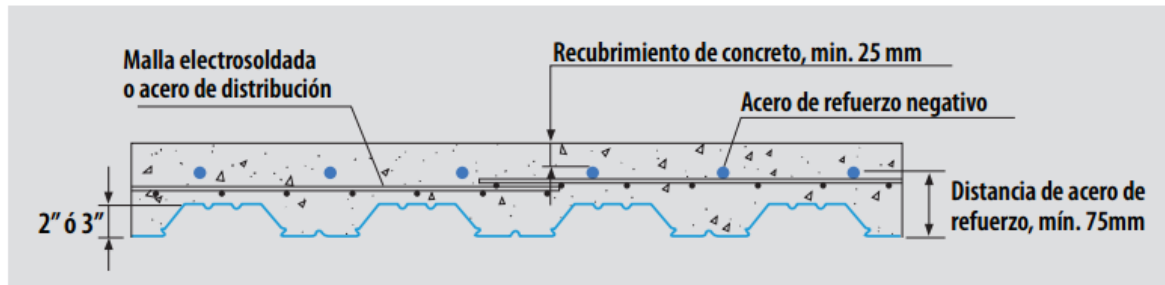 Malla electrosoldada
o acero de distribución
Recubrimiento de concreto, min. 25 mm
Acero de refuerzo negativo
2” ó 3”
Distancia de acero de
refuerzo, mín. 75mm